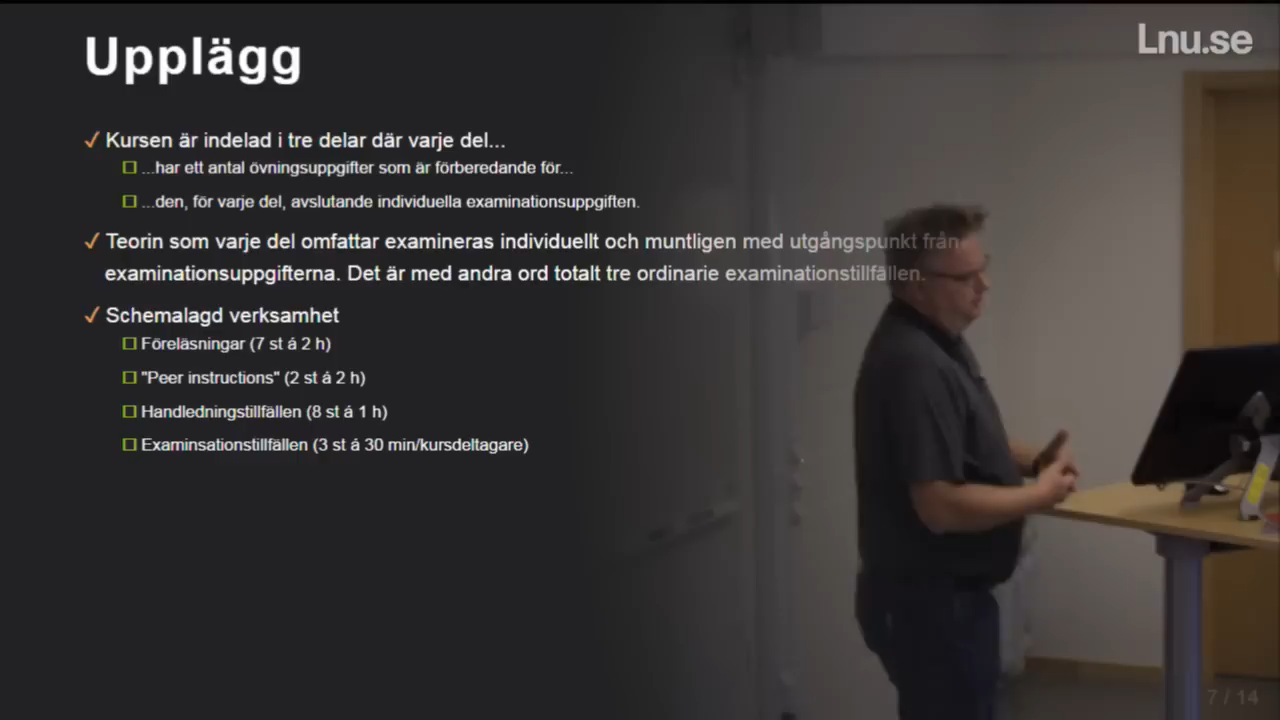 Upplägg
Lnu.se
✓ Kursen är indelad i tre delar där varje del...
...har ett antal övningsuppgifter som är förberedande för...
...den, för varje del, avslutande individuella examinationsuppgiften.
✓ Teorin som varje del omfattar examineras individuellt och muntligen med utgångspunkt från
examinationsuppgifterna. Det är med andra ord totalt tre ordinarie examinationstillfällen.
✓ Schemalagd verksamhet
Föreläsningar (7 st á 2 h)
"Peer instructions" (2 st á 2 h)
Handledningstillfällen (8 st á 1 h)
Examinsationstillfällen (3 st á 30 min/kursdeltagare)
7 / 14